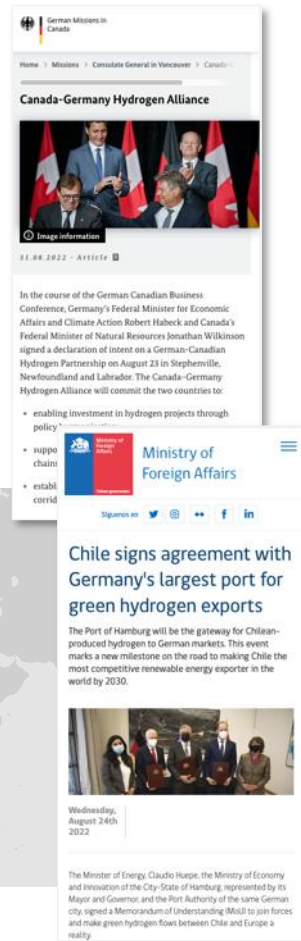 German Missions in
Canada
Home > Missions > Consulate General in Vancouver > Canada-
Canada-Germany Hydrogen Alliance
Image information
31.08.2022 - Article
In the course of the German Canadian Business
Conference, Germany's Federal Minister for Economic
Affairs and Climate Action Robert Habeck and Canada's
Federal Minister of Natural Resources Jonathan Wilkinson
signed a declaration of intent on a German-Canadian
Hydrogen Partnership on August 23 in Stephenville,
Newfoundland and Labrador. The Canada-Germany
Hydrogen Alliance will commit the two countries to:
• enabling investment in hydrogen projects through
policy
• suppo
chains
• establ
corrid
Ministry of
Foreign
Affairs
Ministry of
Foreign Affairs
Síguenos en
Chile signs agreement with
Germany's largest port for
green hydrogen exports
The Port of Hamburg will be the gateway for Chilean-
produced hydrogen to German markets. This event
marks a new milestone on the road to making Chile the
most competitive renewable energy exporter in the
world by 2030.
Wednesday,
August 24th
2022
The Minister of Energy, Claudio Huepe, the Ministry of Economy
and Innovation of the City-State of Hamburg, represented by its
Mayor and Governor, and the Port Authority of the same German
city, signed a Memorandum of Understanding (MoU) to join forces
and make green hydrogen flows between Chile and Europe a
reality.